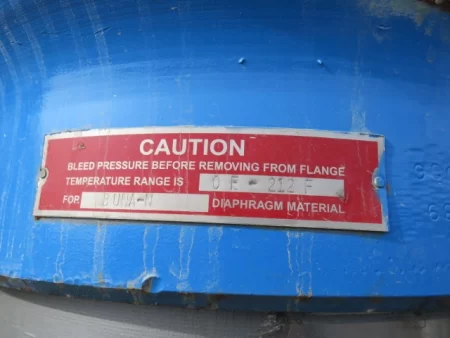 CAUTION
BLEED PRESSURE BEFORE REMOVING FROM FLANGE
TEMPERATURE RANGE IS 0 F - 212 F
FOR BUNA-N DIAPHRAGM MATERIAL